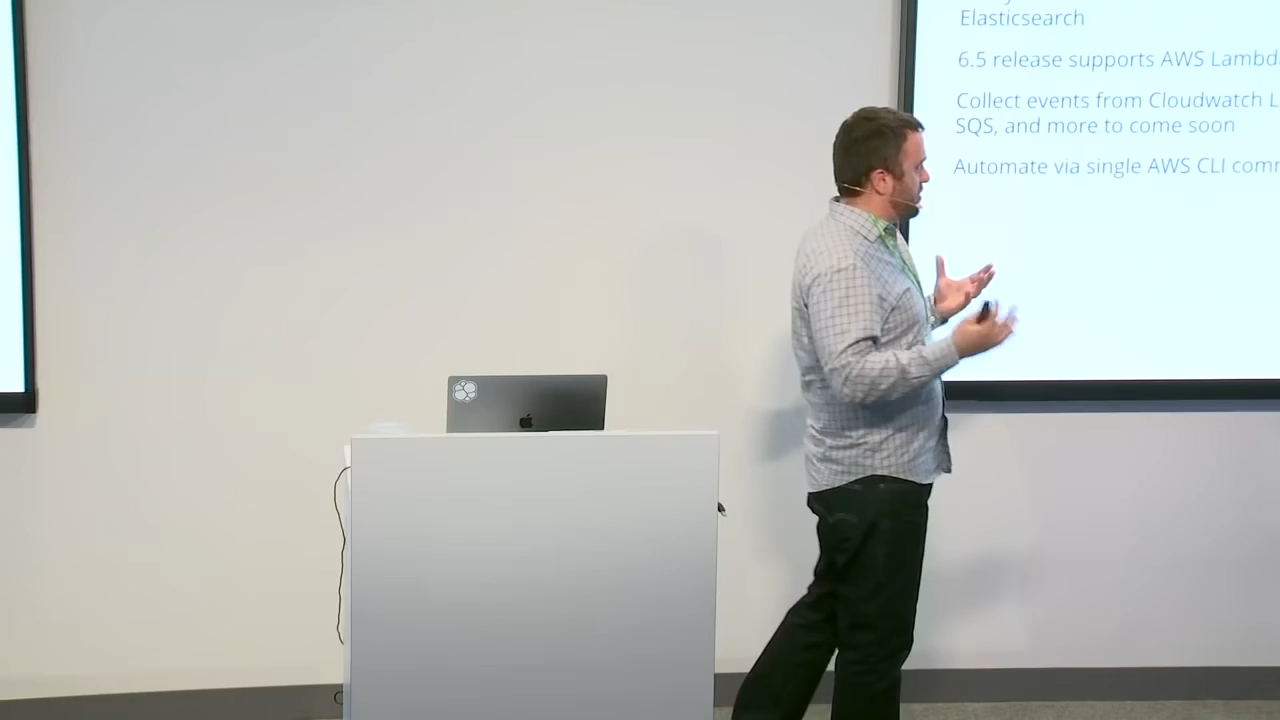 Elasticsearch
6.5 release supports AWS
Collect events from Cloudwatch
SQS, and more to come soon
Automate via single AWS CLI